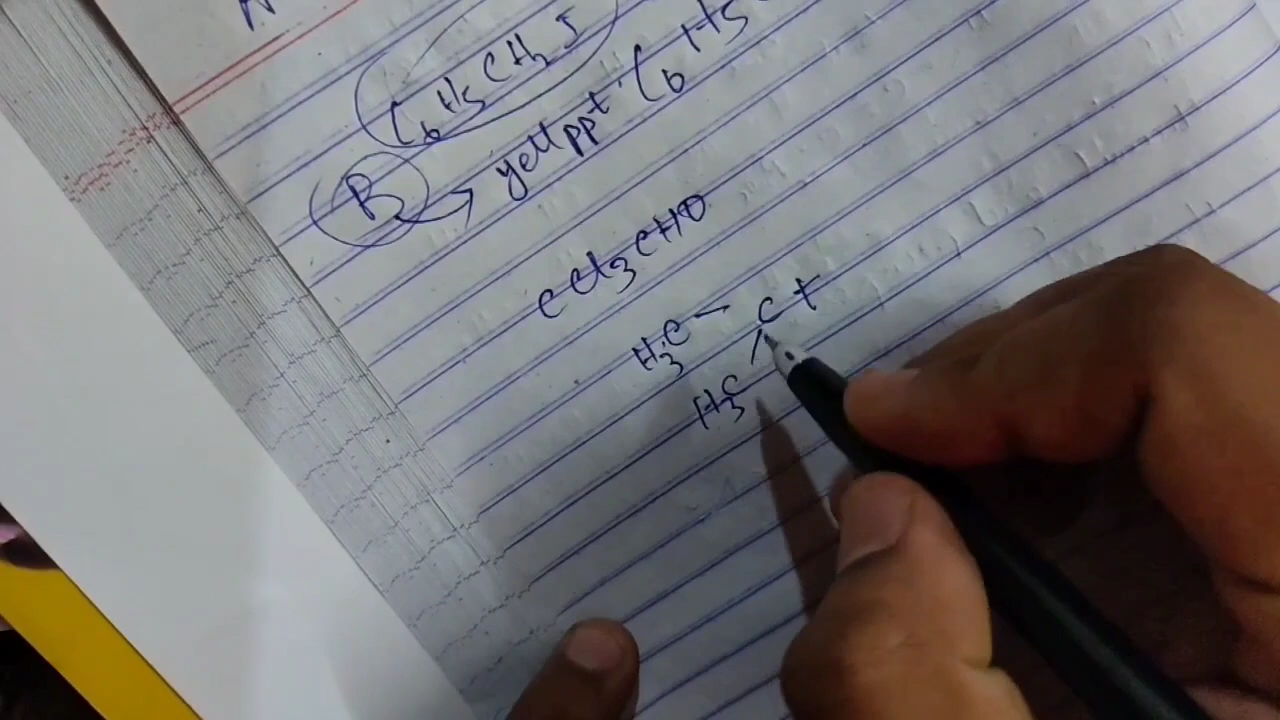 C6H5CH2I
B → yell ppt. C6H5
CCl3CHO
H3C - C +
H3C /